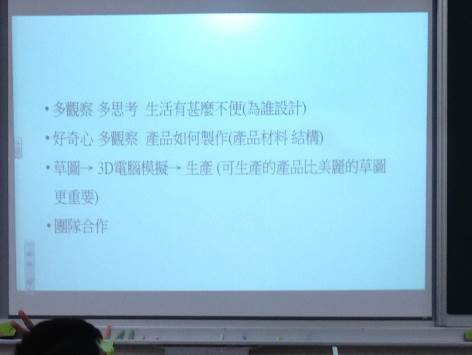 •多觀察 多思考 生活有甚麼不便(為誰設計)
•好奇心 多觀察 產品如何製作(產品材料 結構)
•草圖→ 3D電腦模擬→ 生產 (可生產的產品比美麗的草圖
更重要)
•團隊合作